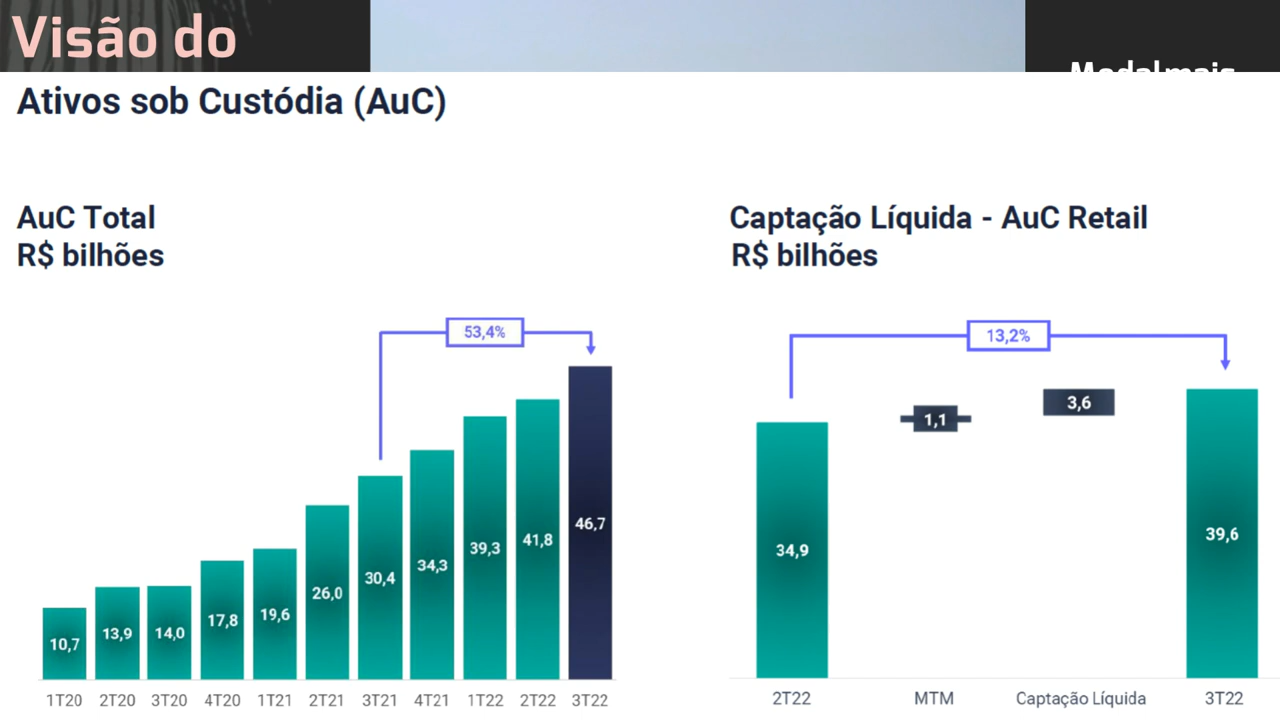 Visão do
Modalmais
Ativos sob Custódia (AuC)
AuC Total
R$ bilhões
53,4%
10,7
13,9
14,0
17,8
19,6
26,0
30,4
34,3
39,3
41,8
46,7
1T20
2T20
3T20
4T20
1T21
2T21
3T21
4T21
1T22
2T22
3T22
Captação Líquida - AuC Retail
R$ bilhões
13,2%
34,9
1,1
3,6
39,6
2T22
MTM
Captação Líquida
3T22